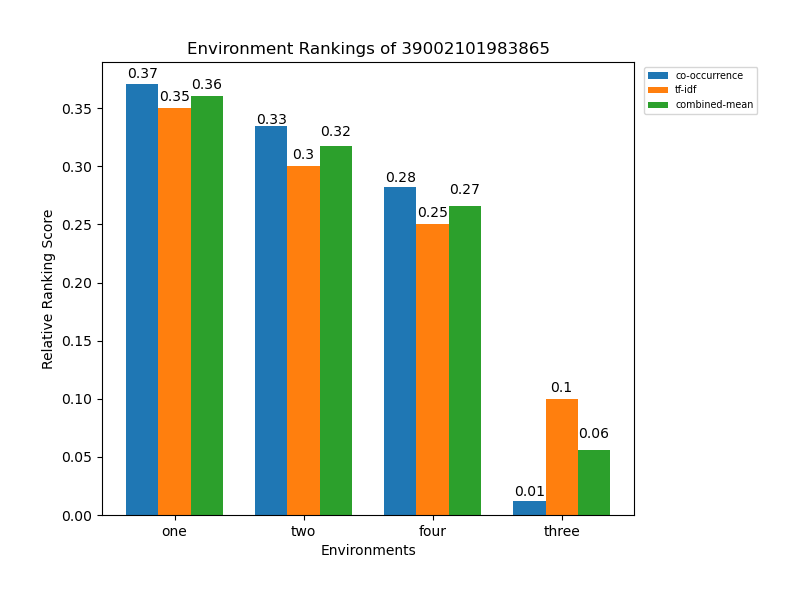 Environment Rankings of 39002101983865
co-occurrence
tf-idf
combined-mean
Relative Ranking Score
0.35
0.30
0.25
0.20
0.15
0.10
0.05
0.00
0.37
0.35
0.36
0.33
0.3
0.32
0.28
0.25
0.27
0.01
0.1
0.06
one two four three
Environments